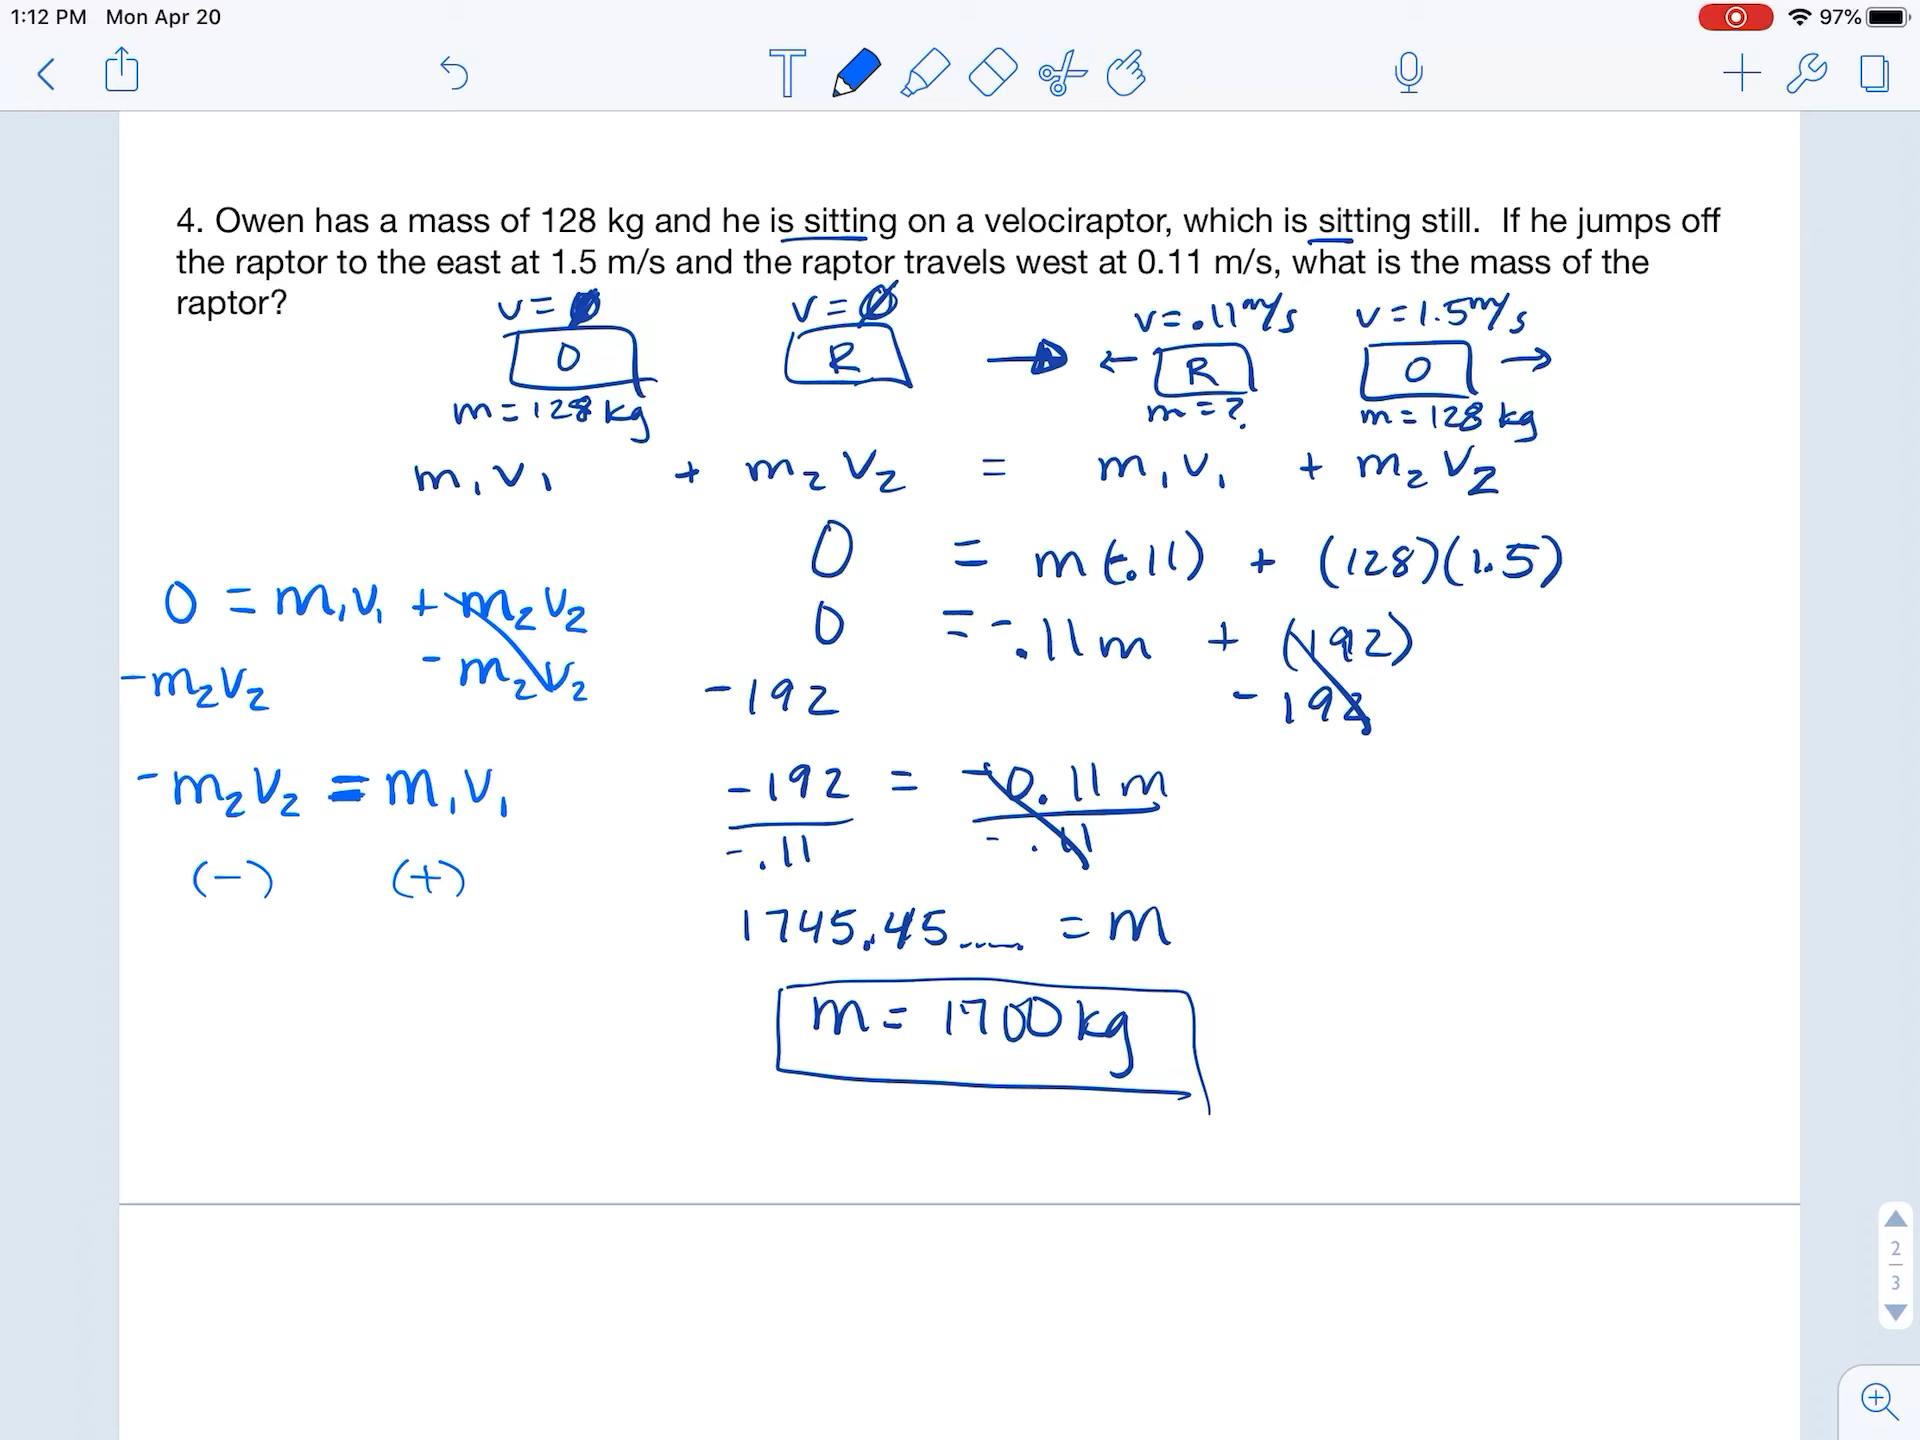 1:12 PM Mon Apr 20
97%
T
4. Owen has a mass of 128 kg and he is sitting on a velociraptor, which is sitting still. If he jumps off
the raptor to the east at 1.5 m/s and the raptor travels west at 0.11 m/s, what is the mass of the
raptor?
v = 0 v = 0 v = .11 m/s v = 1.5 m/s
O R → ← R O →
m = 128 kg m = ? m = 128 kg
m₁v₁ + m₂v₂ = m₁v₁ + m₂v₂
0 = m(-.11) + (128)(1.5)
0 = -.11m + (192)
-192 -192
-192 = -0.11m
-.11 -.11
1745.45..... = m
m = 1700 kg
0 = m₁v₁ + m₂v₂
-m₂v₂ - m₂v₂
-m₂v₂ = m₁v₁
(-) (+)
2
3